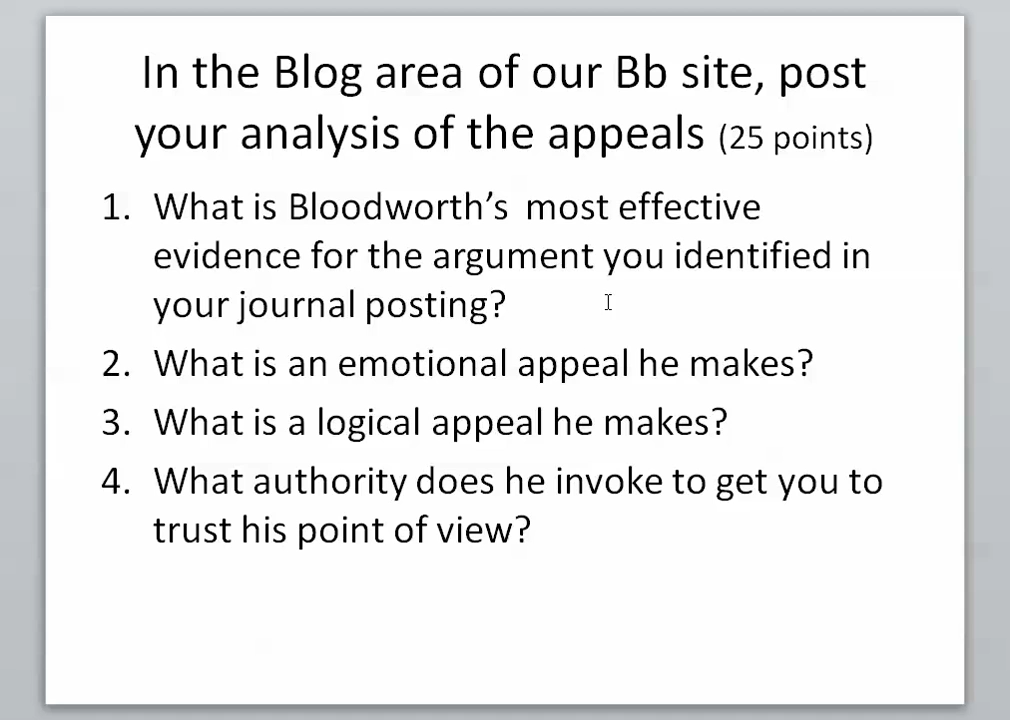 In the Blog area of our Bb site, post
your analysis of the appeals (25 points)
1. What is Bloodworth’s most effective
evidence for the argument you identified in
your journal posting?
2. What is an emotional appeal he makes?
3. What is a logical appeal he makes?
4. What authority does he invoke to get you to
trust his point of view?